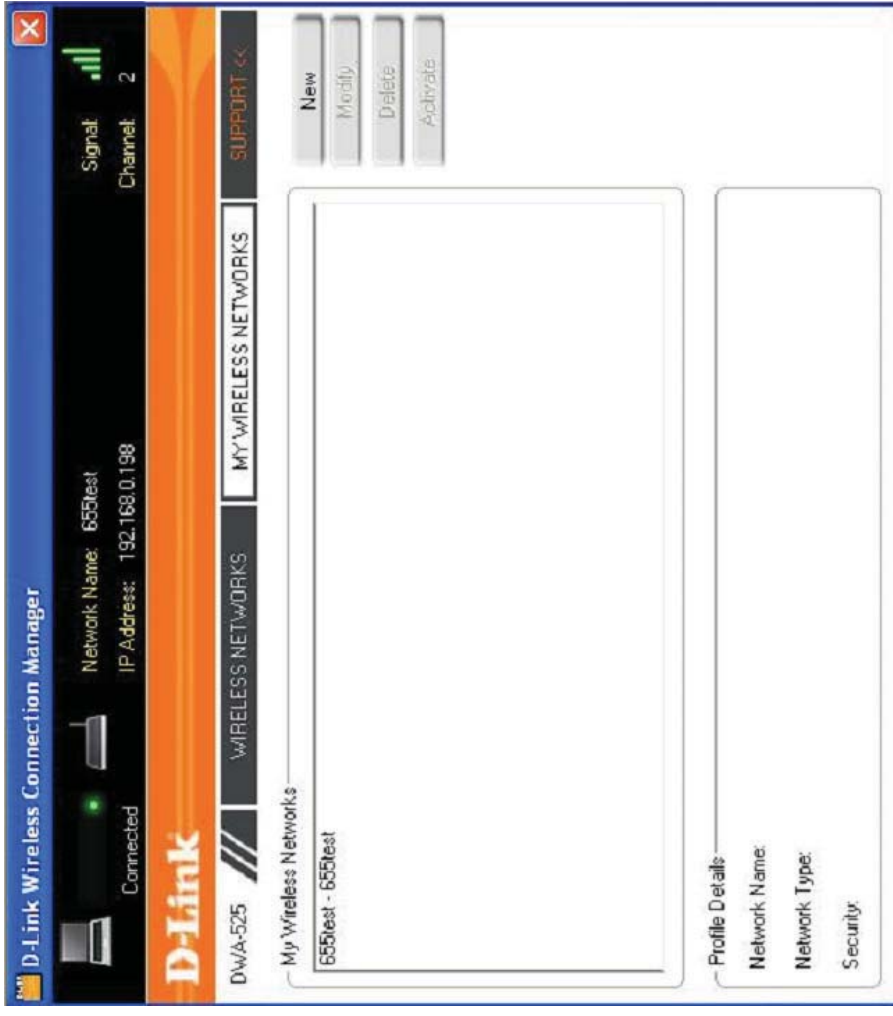 D-Link Wireless Connection Manager
Network Name: 655test
Signal:
Connected
IP Address: 192.168.0.198
Channel: 2
D-Link
DWA-525
WIRELESS NETWORKS
MY WIRELESS NETWORKS
SUPPORT <<
My Wireless Networks
655test - 655test
New
Modify
Delete
Activate
Profile Details
Network Name:
Network Type:
Security: